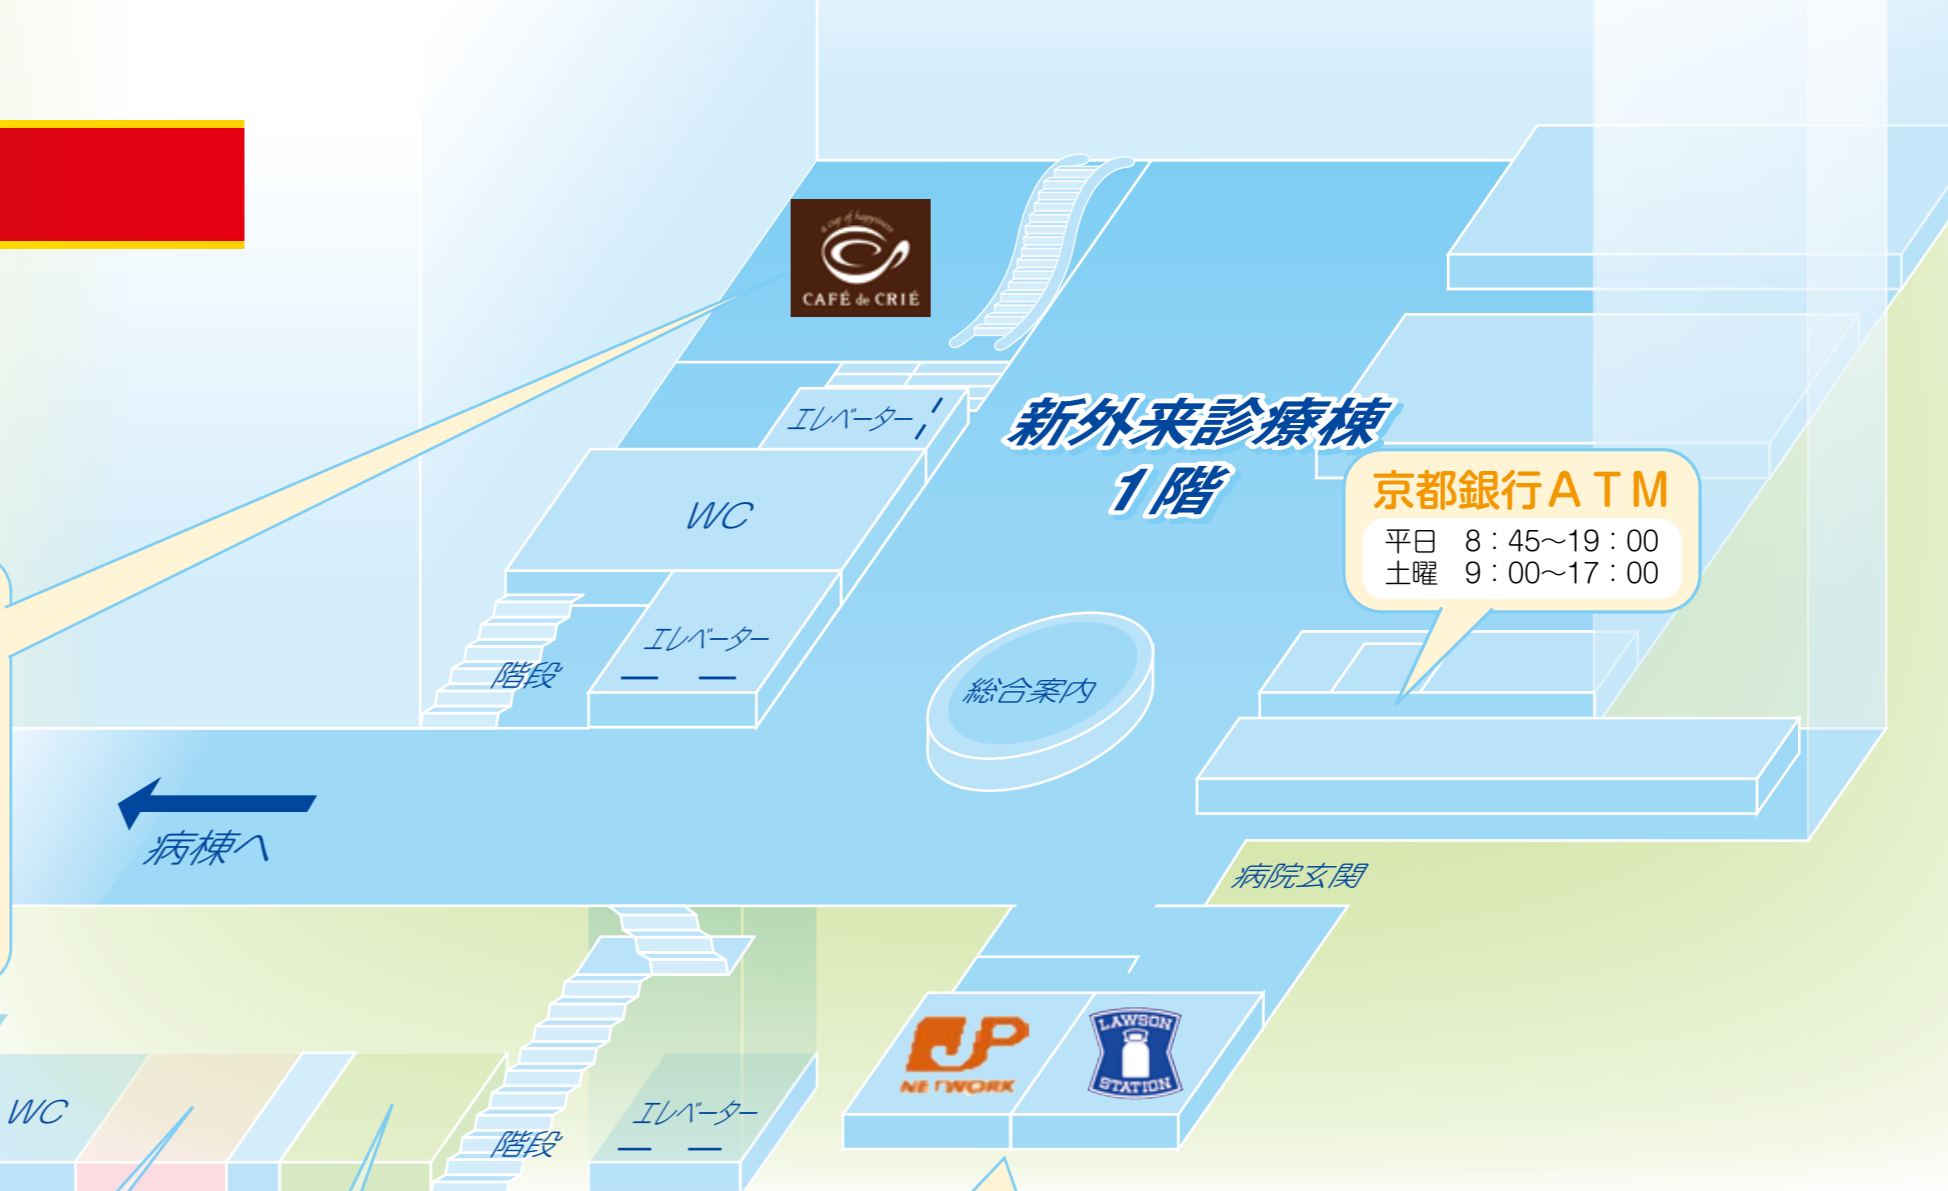 a cup of happiness
CAFÉ de CRIÉ
エレベーター
新外来診療棟
1階
WC
京都銀行ATM
平日 8:45〜19:00
土曜 9:00〜17:00
エレベーター
階段
総合案内
病棟へ
病院玄関
JP
NETWORK
LAWSON
STATION
WC
エレベーター
階段